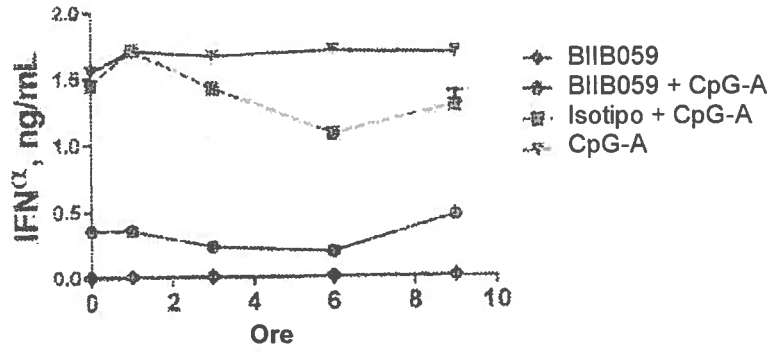 IFNα, ng/mL
2.0
1.5
1.0
0.5
0.0
0 2 4 6 8 10
Ore
BIIB059
BIIB059 + CpG-A
Isotipo + CpG-A
CpG-A